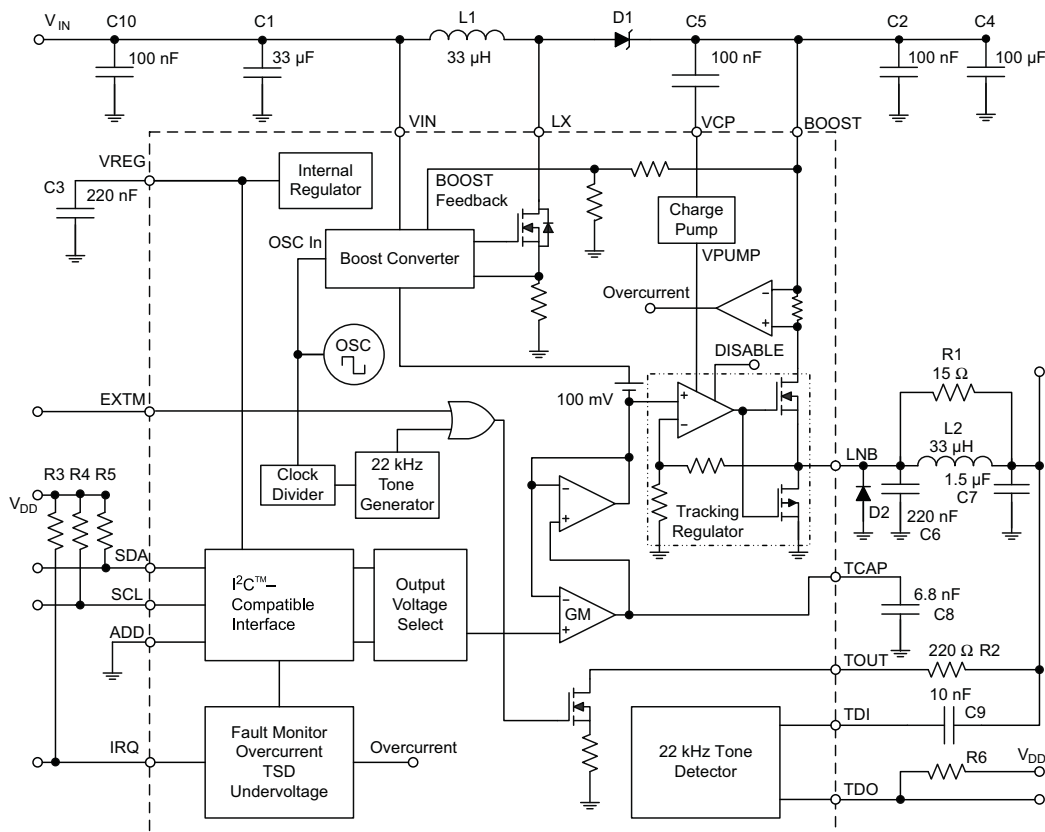 V IN
C10
C1
L1
D1
C5
C2
C4
100 nF
33 µF
33 µH
100 nF
100 nF
100 µF
VIN
LX
VCP
BOOST
VREG
C3
220 nF
Internal
Regulator
BOOST
Feedback
Charge
Pump
VPUMP
OSC In
Boost Converter
Overcurrent
−
+
OSC
DISABLE
R1
15 Ω
100 mV
+
−
EXTM
L2
33 µH
LNB
1.5 µF
C7
R3 R4 R5
VDD
Clock
Divider
22 kHz
Tone
Generator
−
+
Tracking
Regulator
D2
220 nF
C6
SDA
SCL
ADD
I²C™–
Compatible
Interface
Output
Voltage
Select
−
GM
+
TCAP
6.8 nF
C8
TOUT
220 Ω R2
10 nF
C9
TDI
IRQ
Fault Monitor
Overcurrent
TSD
Undervoltage
Overcurrent
22 kHz Tone
Detector
R6
VDD
TDO